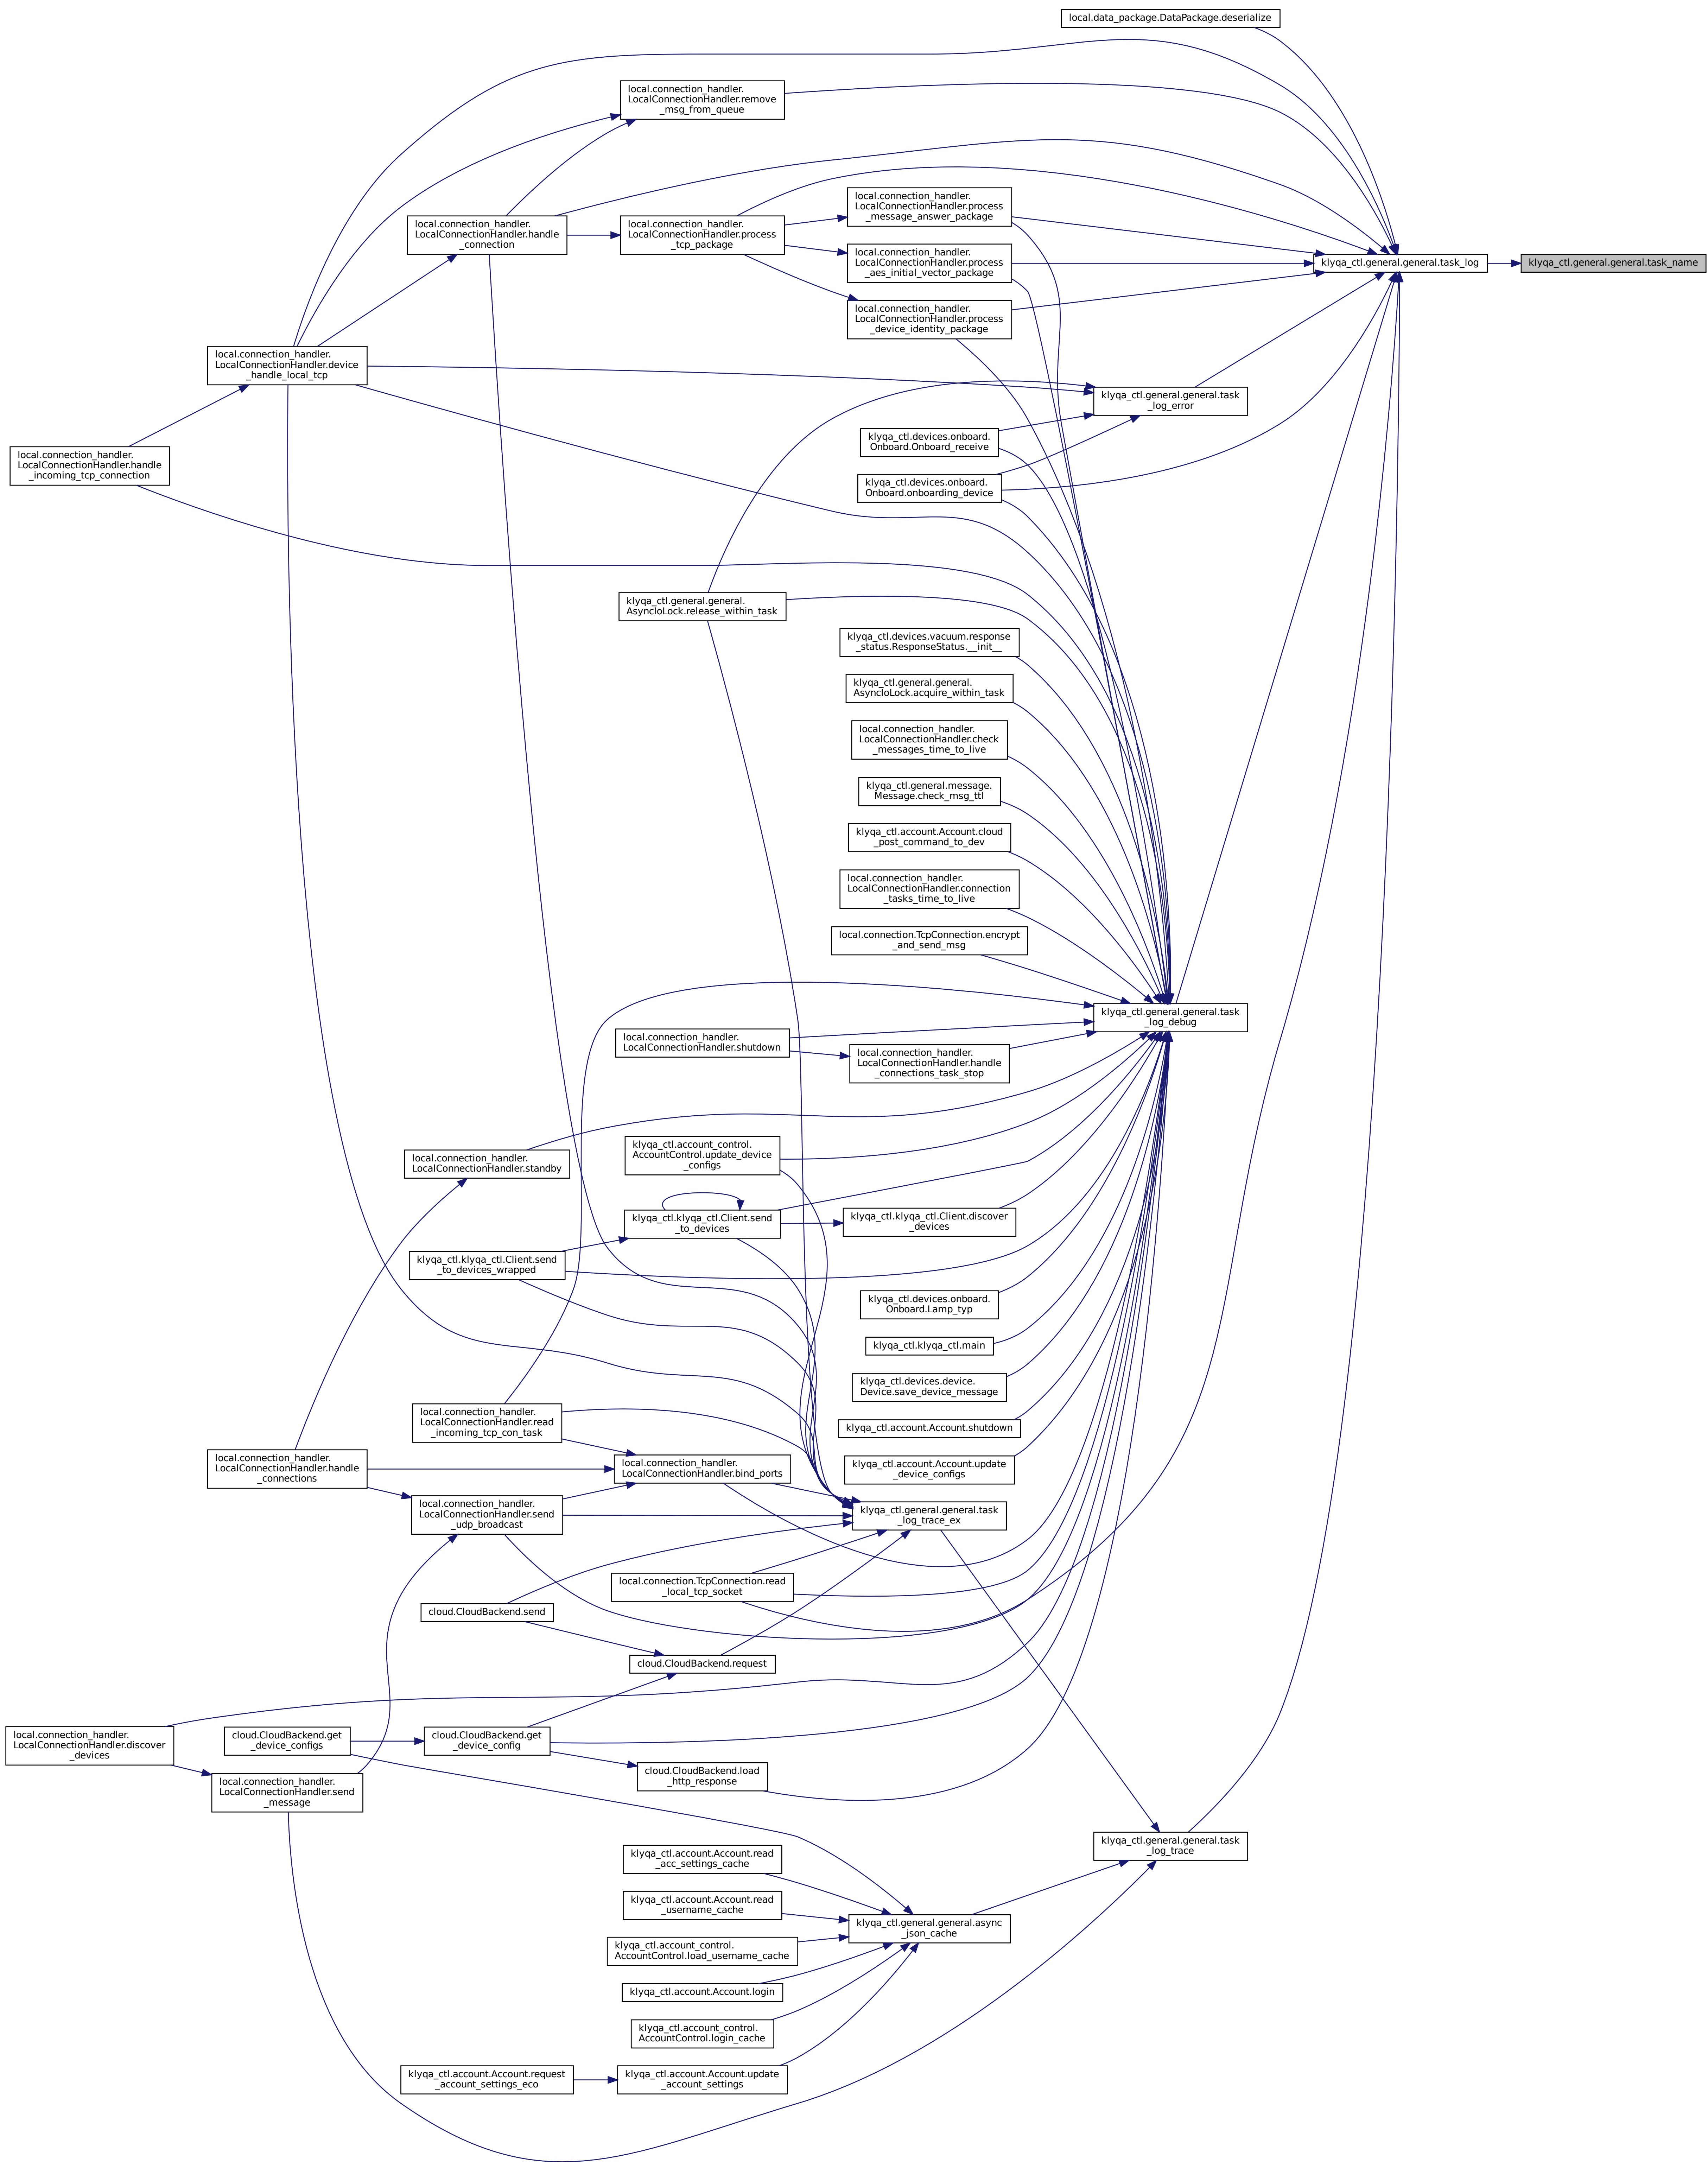 local.data_package.DataPackage.deserialize
local.connection_handler.
LocalConnectionHandler.remove
_msg_from_queue
local.connection_handler.
LocalConnectionHandler.process
_message_answer_package
local.connection_handler.
LocalConnectionHandler.handle
_connection
local.connection_handler.
LocalConnectionHandler.process
_tcp_package
local.connection_handler.
LocalConnectionHandler.process
_aes_initial_vector_package
klyqa_ctl.general.general.task_log
klyqa_ctl.general.general.task_name
local.connection_handler.
LocalConnectionHandler.process
_device_identity_package
local.connection_handler.
LocalConnectionHandler.device
_handle_local_tcp
klyqa_ctl.general.general.task
_log_error
klyqa_ctl.devices.onboard.
Onboard.Onboard_receive
local.connection_handler.
LocalConnectionHandler.handle
_incoming_tcp_connection
klyqa_ctl.devices.onboard.
Onboard.onboarding_device
klyqa_ctl.general.general.
AsyncIoLock.release_within_task
klyqa_ctl.devices.vacuum.response
_status.ResponseStatus.__init__
klyqa_ctl.general.general.
AsyncIoLock.acquire_within_task
local.connection_handler.
LocalConnectionHandler.check
_messages_time_to_live
klyqa_ctl.general.message.
Message.check_msg_ttl
klyqa_ctl.account.Account.cloud
_post_command_to_dev
local.connection_handler.
LocalConnectionHandler.connection
_tasks_time_to_live
local.connection.TcpConnection.encrypt
_and_send_msg
klyqa_ctl.general.general.task
_log_debug
local.connection_handler.
LocalConnectionHandler.shutdown
local.connection_handler.
LocalConnectionHandler.handle
_connections_task_stop
local.connection_handler.
LocalConnectionHandler.standby
klyqa_ctl.account_control.
AccountControl.update_device
_configs
klyqa_ctl.klyqa_ctl.Client.send
_to_devices
klyqa_ctl.klyqa_ctl.Client.discover
_devices
klyqa_ctl.klyqa_ctl.Client.send
_to_devices_wrapped
klyqa_ctl.devices.onboard.
Onboard.Lamp_typ
klyqa_ctl.klyqa_ctl.main
klyqa_ctl.devices.device.
Device.save_device_message
local.connection_handler.
LocalConnectionHandler.read
_incoming_tcp_con_task
klyqa_ctl.account.Account.shutdown
local.connection_handler.
LocalConnectionHandler.handle
_connections
local.connection_handler.
LocalConnectionHandler.bind_ports
klyqa_ctl.account.Account.update
_device_configs
local.connection_handler.
LocalConnectionHandler.send
_udp_broadcast
klyqa_ctl.general.general.task
_log_trace_ex
local.connection.TcpConnection.read
_local_tcp_socket
cloud.CloudBackend.send
cloud.CloudBackend.request
local.connection_handler.
LocalConnectionHandler.discover
_devices
cloud.CloudBackend.get
_device_configs
cloud.CloudBackend.get
_device_config
cloud.CloudBackend.load
_http_response
local.connection_handler.
LocalConnectionHandler.send
_message
klyqa_ctl.general.general.task
_log_trace
klyqa_ctl.account.Account.read
_acc_settings_cache
klyqa_ctl.account.Account.read
_username_cache
klyqa_ctl.general.general.async
_json_cache
klyqa_ctl.account_control.
AccountControl.load_username_cache
klyqa_ctl.account.Account.login
klyqa_ctl.account_control.
AccountControl.login_cache
klyqa_ctl.account.Account.request
_account_settings_eco
klyqa_ctl.account.Account.update
_account_settings